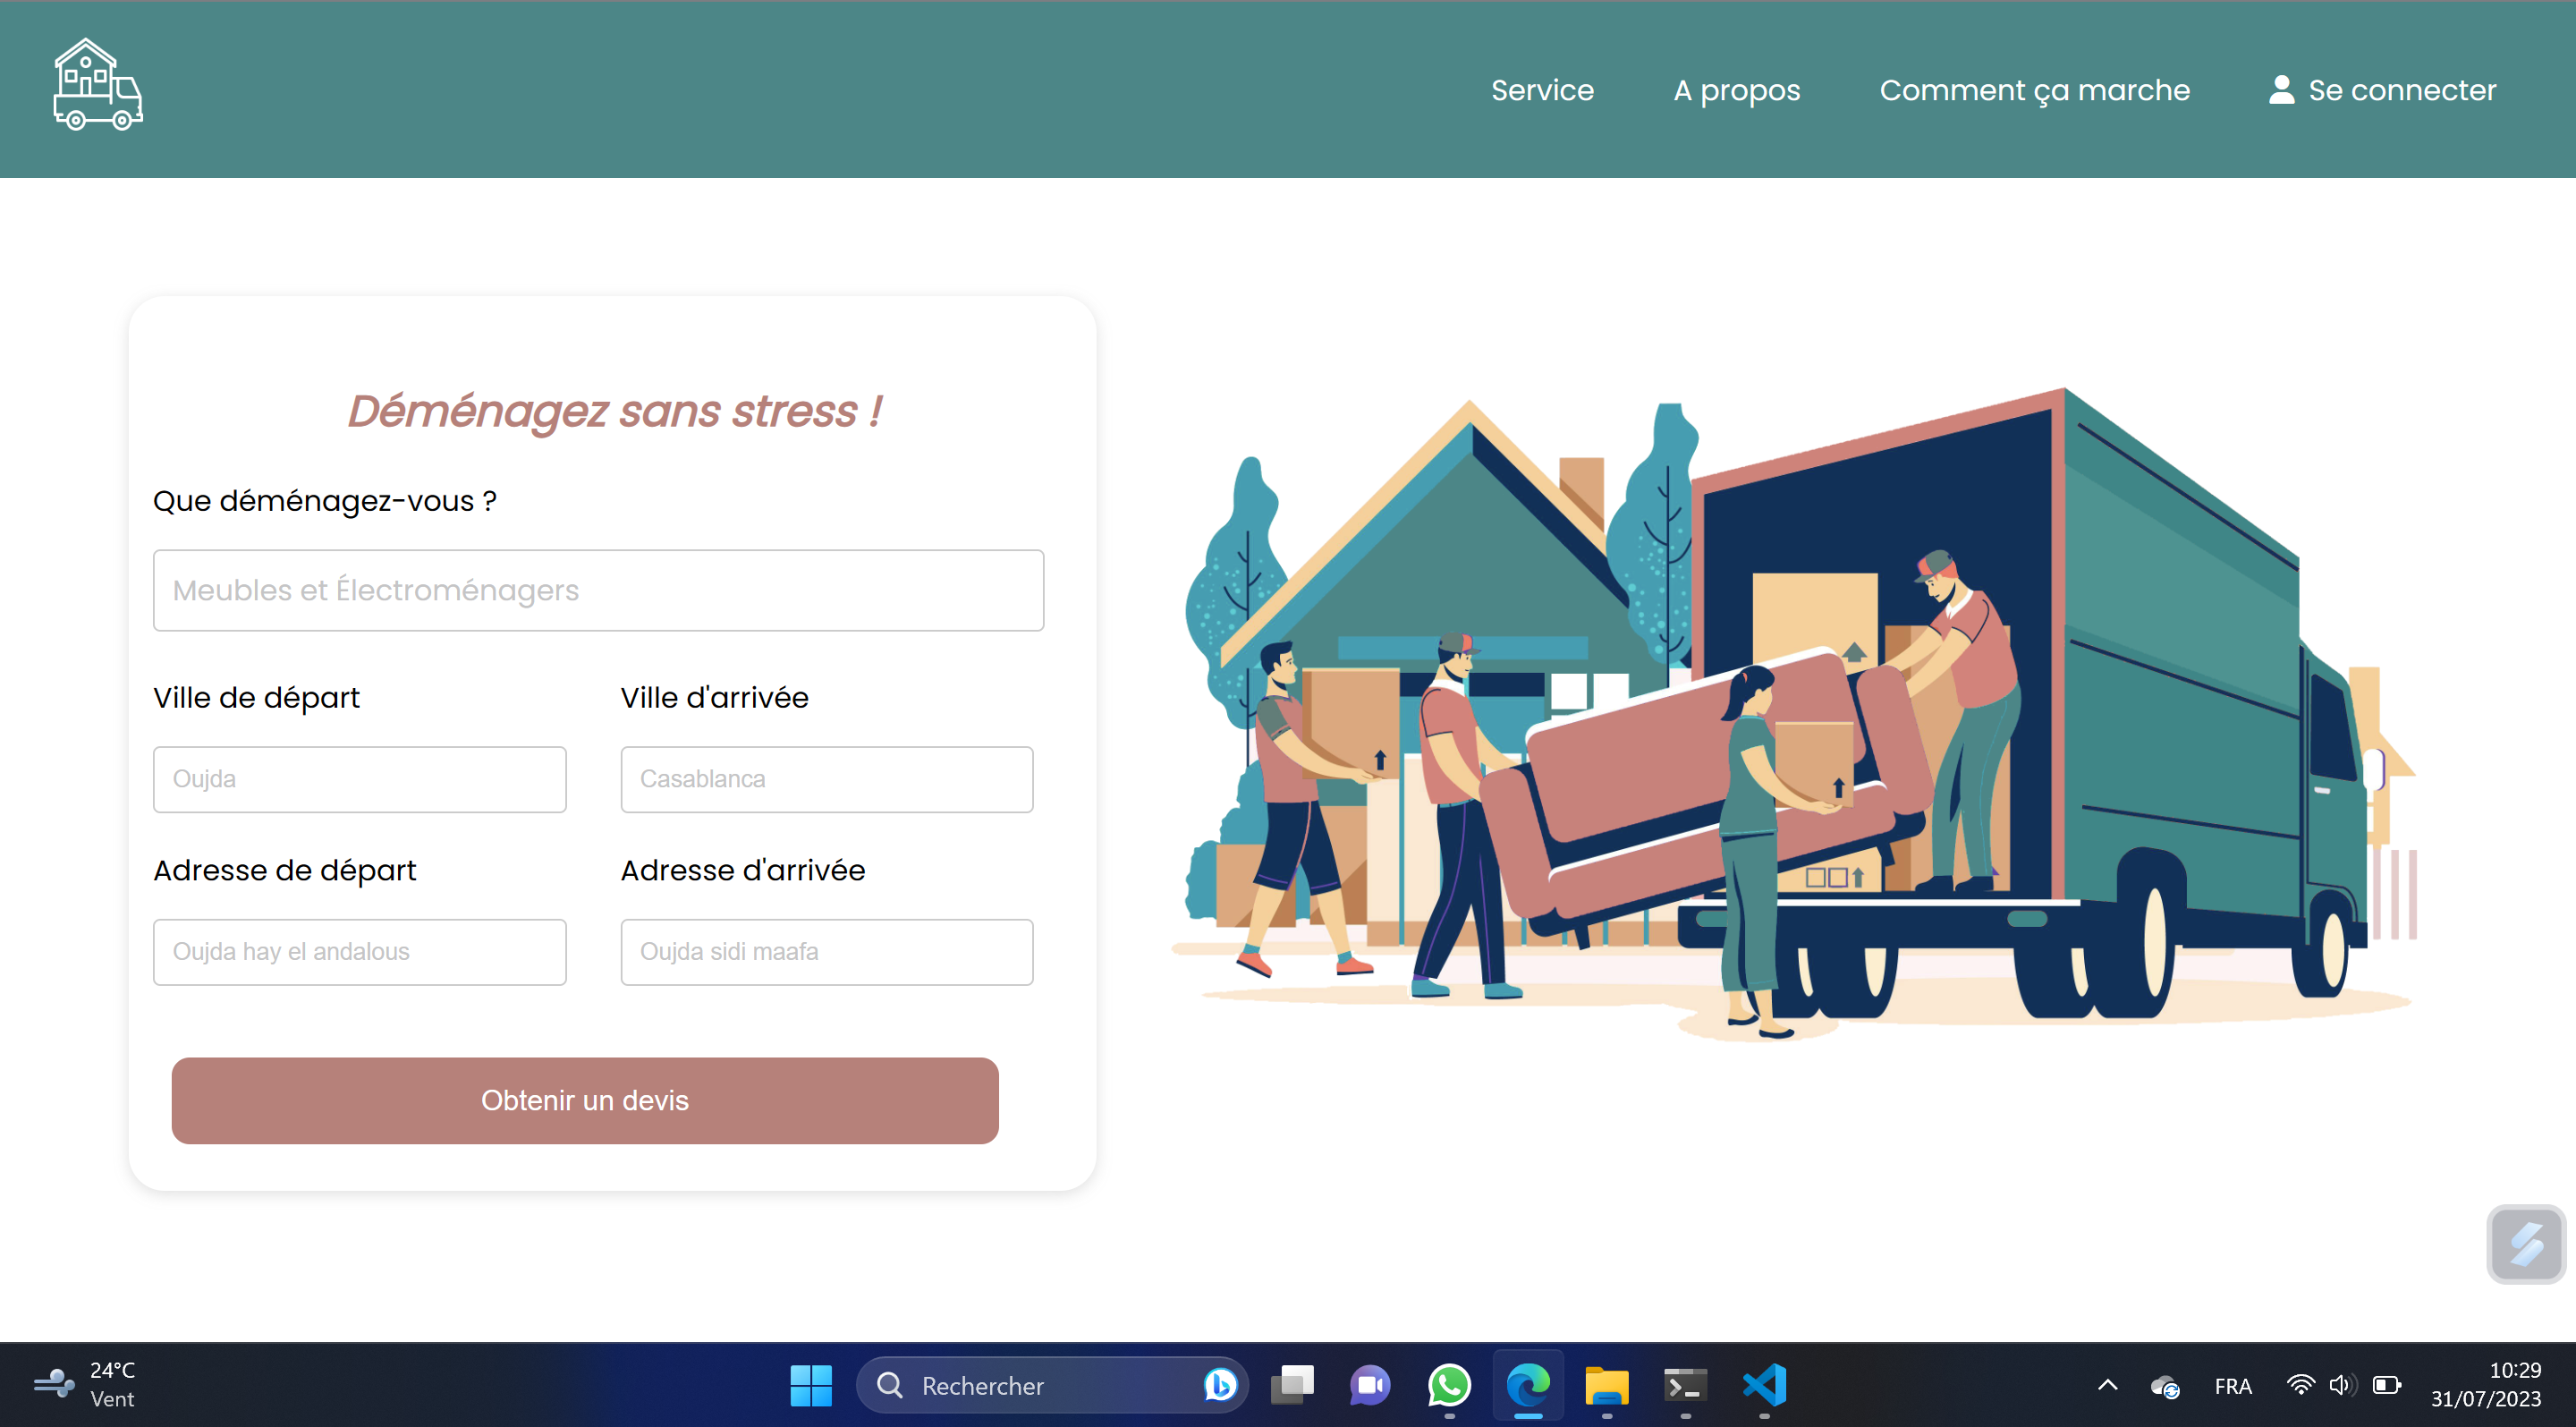 Service
A propos
Comment ça marche
Se connecter
Déménagez sans stress !
Que déménagez-vous ?
Meubles et Électroménagers
Ville de départ
Ville d'arrivée
Oujda
Casablanca
Adresse de départ
Adresse d'arrivée
Oujda hay el andalous
Oujda sidi maafa
Obtenir un devis
24°C
Vent
Rechercher
FRA
10:29
31/07/2023